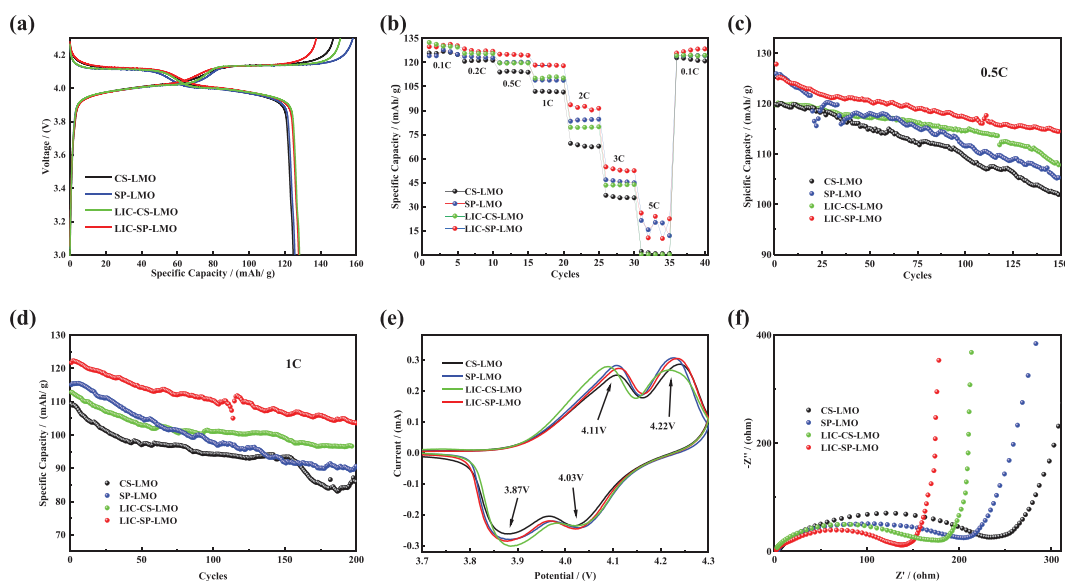 (a)
4.2
4.0
3.8
3.6
3.4
3.2
3.0
Voltage / (V)
CS-LMO
SP-LMO
LIC-CS-LMO
LIC-SP-LMO
0 20 40 60 80 100 120 140 160
Specific Capacity / (mAh/ g)
(b)
135
120
105
90
75
60
45
30
15
0
Specific Capacity / (mAh/ g)
0.1C
0.2C
0.5C
1C
2C
3C
5C
0.1C
CS-LMO
SP-LMO
LIC-CS-LMO
LIC-SP-LMO
0 5 10 15 20 25 30 35 40
Cycles
(c)
130
120
110
100
90
Spicific Capacity / (mAh/ g)
0.5C
CS-LMO
SP-LMO
LIC-CS-LMO
LIC-SP-LMO
0 25 50 75 100 125 150
Cycles
(d)
130
120
110
100
90
80
70
Specific Capacity / (mAh/ g)
1C
CS-LMO
SP-LMO
LIC-CS-LMO
LIC-SP-LMO
0 50 100 150 200
Cycles
(e)
0.3
0.2
0.0
-0.2
-0.3
Current / (mA)
CS-LMO
SP-LMO
LIC-CS-LMO
LIC-SP-LMO
4.11V
4.22V
3.87V
4.03V
3.7 3.8 3.9 4.0 4.1 4.2 4.3
Potential / (V)
(f)
400
200
0
-Z'' / (ohm)
CS-LMO
SP-LMO
LIC-CS-LMO
LIC-SP-LMO
0 100 200 300
Z' / (ohm)